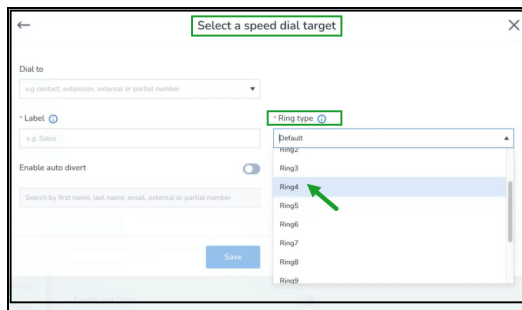 Select a speed dial target
Dial to
e.g contact, extension, external or partial number
* Label
* Ring type
e.g. Sales
Default
Ring2
Enable auto divert
Ring3
Ring4
Search by first name, last name, email, external or partial number
Ring5
Ring6
Ring7
Save
Ring8
Ring9